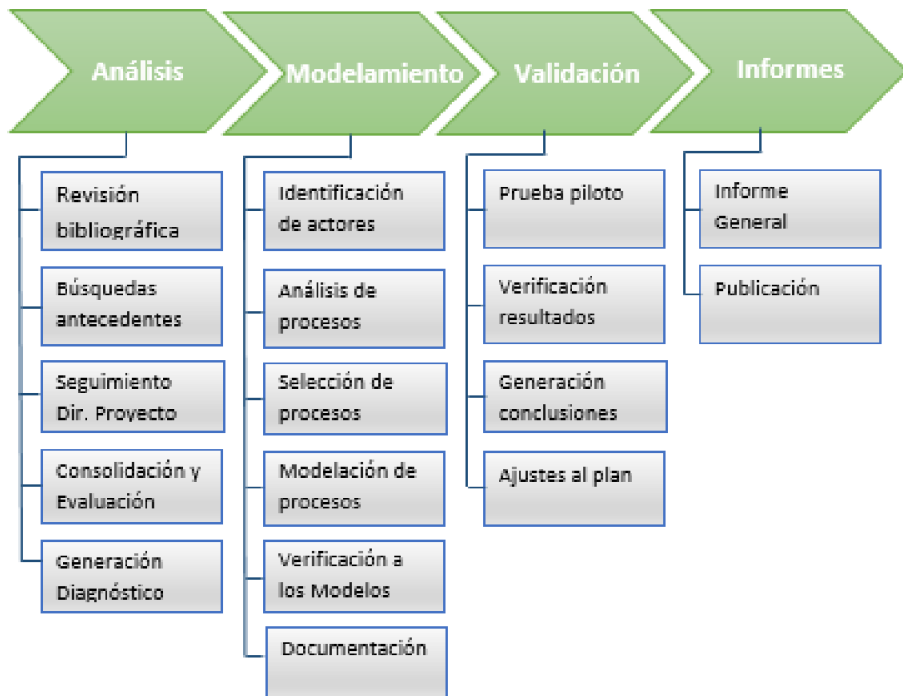 Análisis
Modelamiento
Validación
Informes
Revisión
bibliográfica
Búsquedas
antecedentes
Seguimiento
Dir. Proyecto
Consolidación y
Evaluación
Generación
Diagnóstico
Identificación
de actores
Análisis de
procesos
Selección de
procesos
Modelación de
procesos
Verificación a
los Modelos
Documentación
Prueba piloto
Verificación
resultados
Generación
conclusiones
Ajustes al plan
Informe
General
Publicación